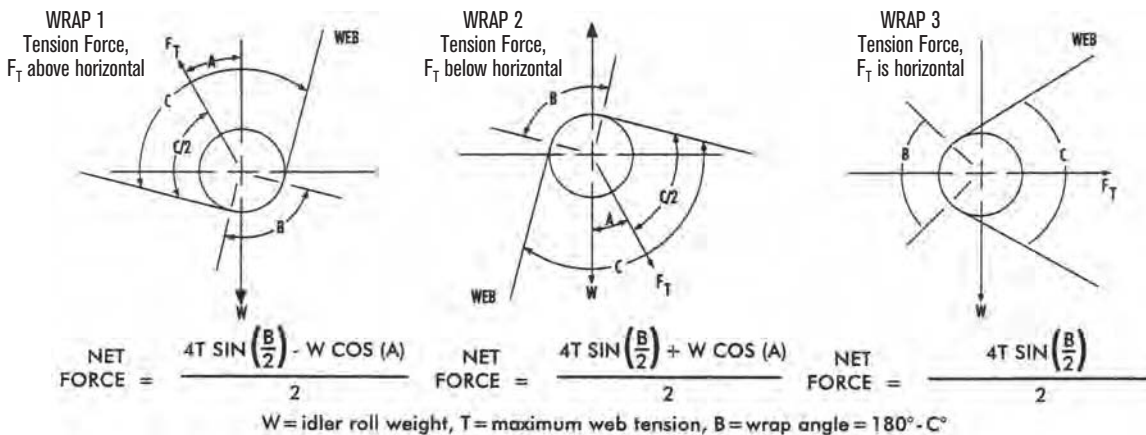 WRAP 1
Tension Force,
F_T above horizontal
F_T
A
WEB
C
C/2
B
W
NET
FORCE = 4T SIN (B/2) - W COS (A) / 2
WRAP 2
Tension Force,
F_T below horizontal
B
C/2
A
C
F_T
WEB
W
NET
FORCE = 4T SIN (B/2) + W COS (A) / 2
WRAP 3
Tension Force,
F_T is horizontal
WEB
B
C
F_T
W
NET
FORCE = 4T SIN (B/2) / 2
W=idler roll weight, T=maximum web tension, B=wrap angle=180°-C°